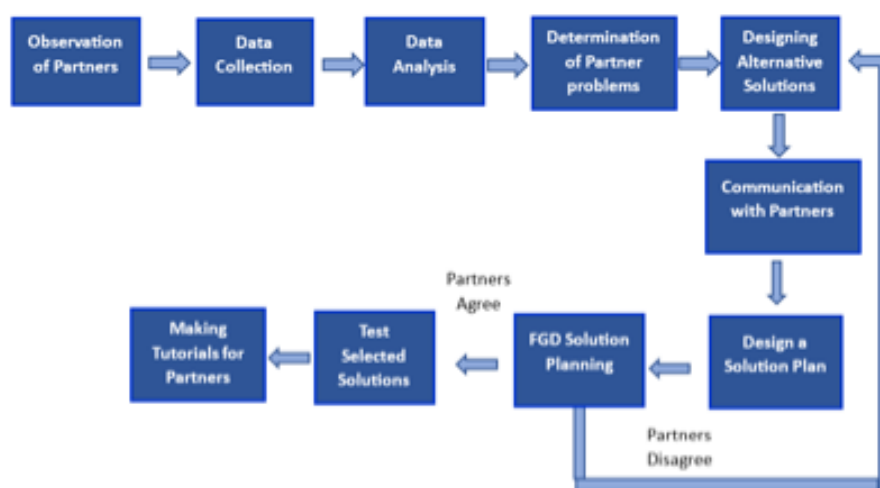 Observation
of Partners
Data
Collection
Data
Analysis
Determination
of Partner
problems
Designing
Alternative
Solutions
Communication
with Partners
Design a
Solution Plan
FGD Solution
Planning
Partners
Agree
Test
Selected
Solutions
Making
Tutorials for
Partners
Partners
Disagree